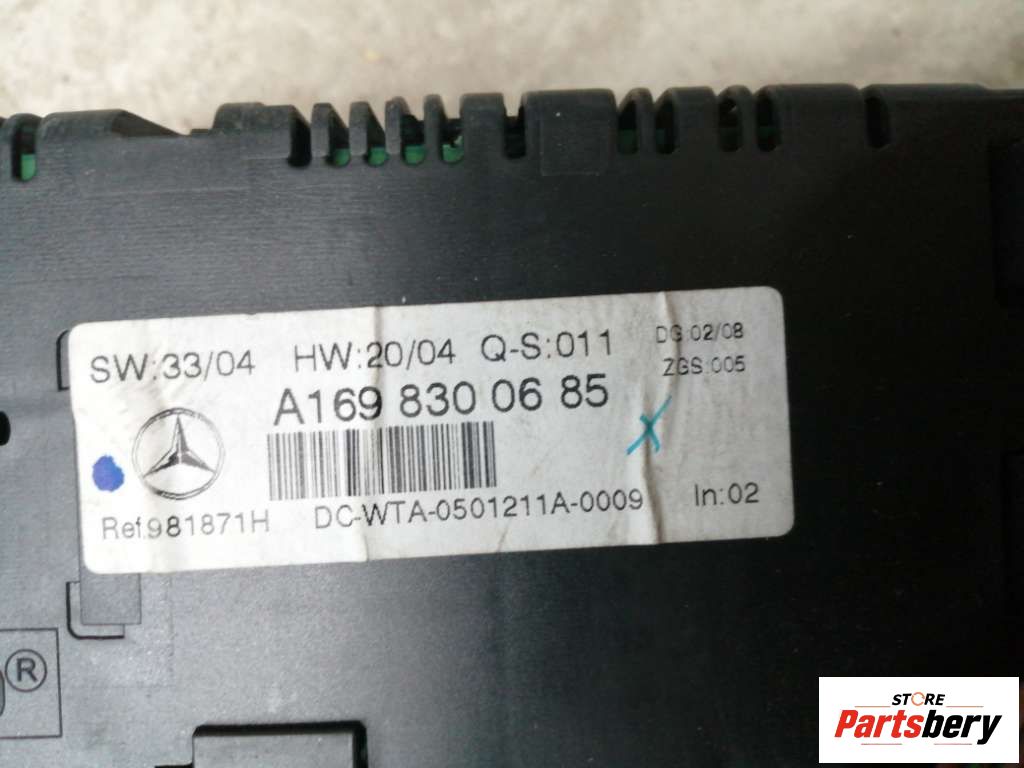 SW:33/04 HW:20/04 Q-S:011 DG:02/08
ZGS:005
A169 830 06 85
Ref.981871H DC-WTA-0501211A-0009 In:02
®
STORE
Partsbery